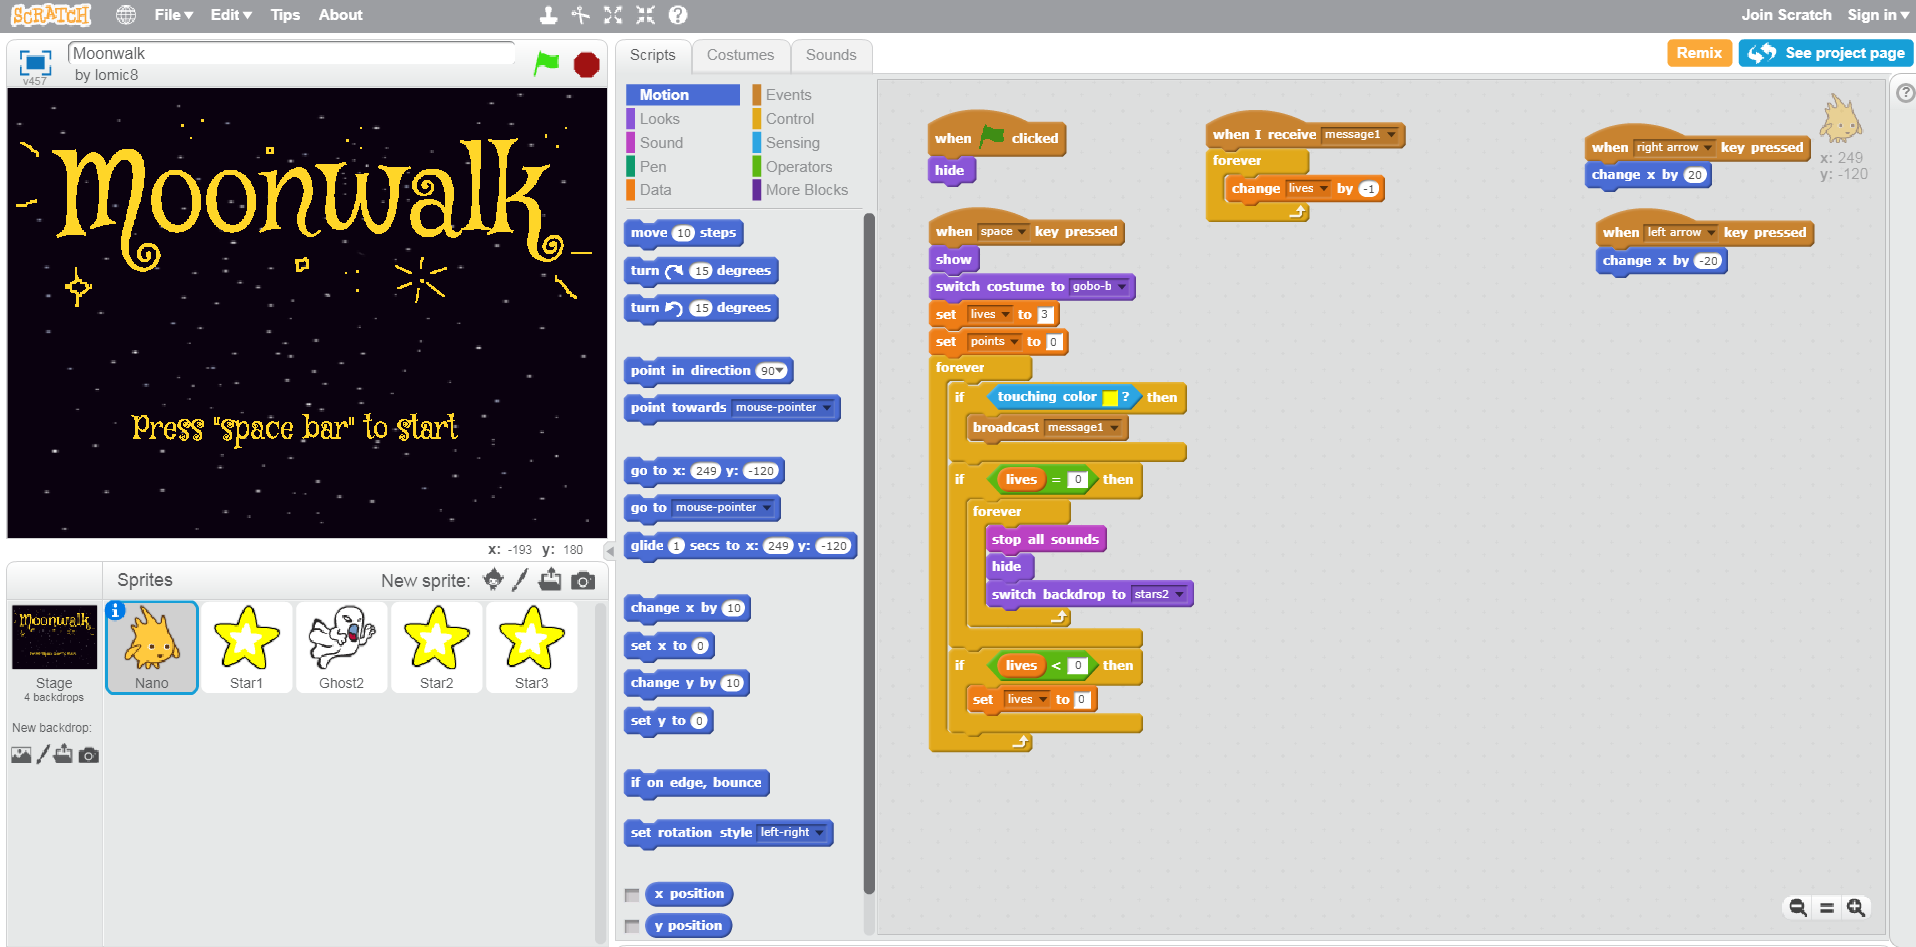 SCRATCH File Edit Tips About Join Scratch Sign in
Moonwalk
by lomic8
v457
Moonwalk
Press "space bar" to start
x: -193 y: 180
Sprites New sprite:
Stage
4 backdrops
New backdrop:
Nano Star1 Ghost2 Star2 Star3
Scripts Costumes Sounds
Remix See project page
Motion Events
Looks Control
Sound Sensing
Pen Operators
Data More Blocks
move 10 steps
turn 15 degrees
turn 15 degrees
point in direction 90
point towards mouse-pointer
go to x: 249 y: -120
go to mouse-pointer
glide 1 secs to x: 249 y: -120
change x by 10
set x to 0
change y by 10
set y to 0
if on edge, bounce
set rotation style left-right
x position
y position
when clicked
hide
when space key pressed
show
switch costume to gobo-b
set lives to 3
set points to 0
forever
if touching color ? then
broadcast message1
if lives = 0 then
forever
stop all sounds
hide
switch backdrop to stars2
if lives < 0 then
set lives to 0
when I receive message1
forever
change lives by -1
when right arrow key pressed
change x by 20
when left arrow key pressed
change x by -20
x: 249
y: -120